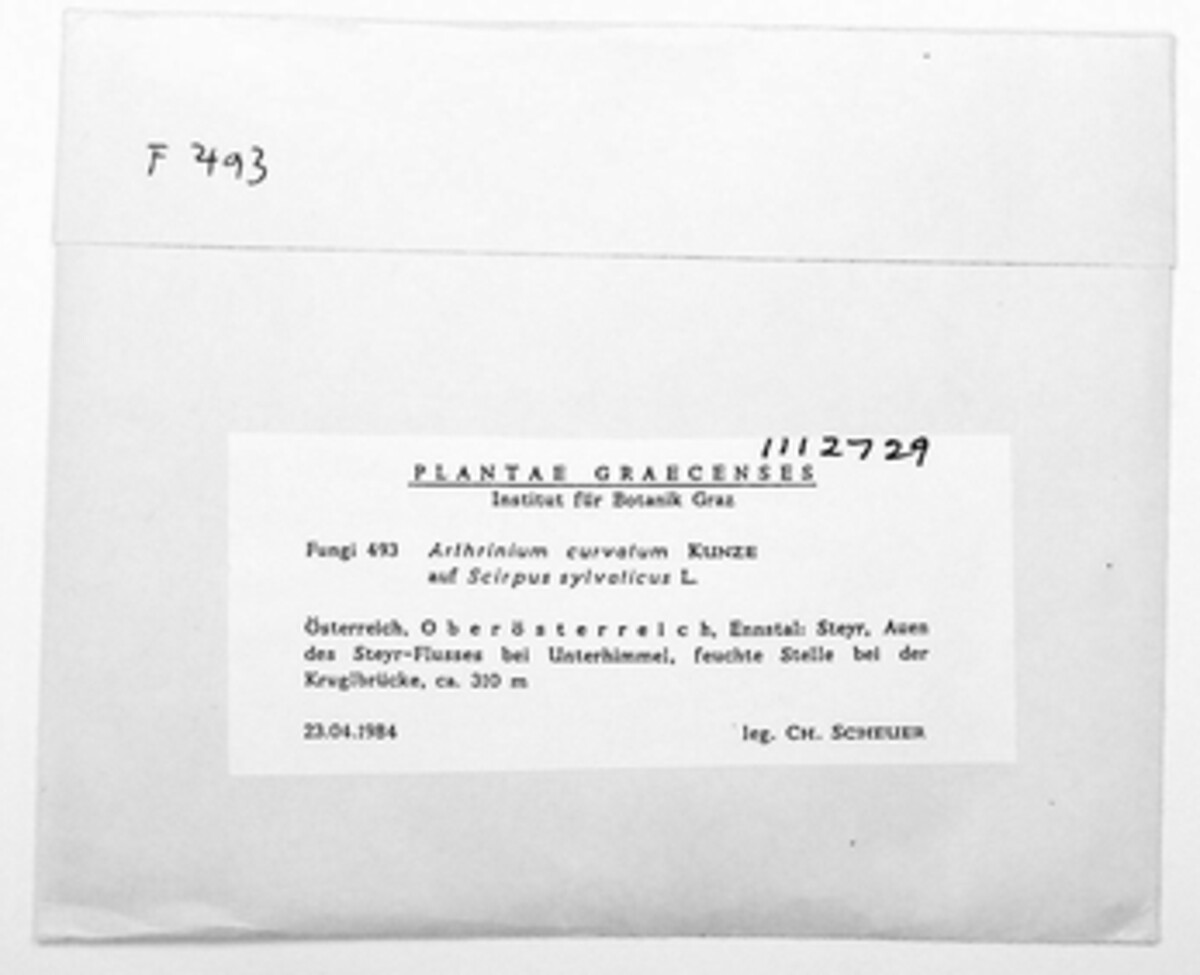 F 493
1112729
PLANTAE GRAECENSES
Institut für Botanik Graz
Fungi 493 Arthrinium curvatum KUNZE
auf Scirpus sylvaticus L.
Österreich, Oberösterreich, Ennstal: Steyr, Auen
des Steyr-Flusses bei Unterhimmel, feuchte Stelle bei der
Kruglbrücke, ca. 310 m
23.04.1984 leg. CH. SCHEUER